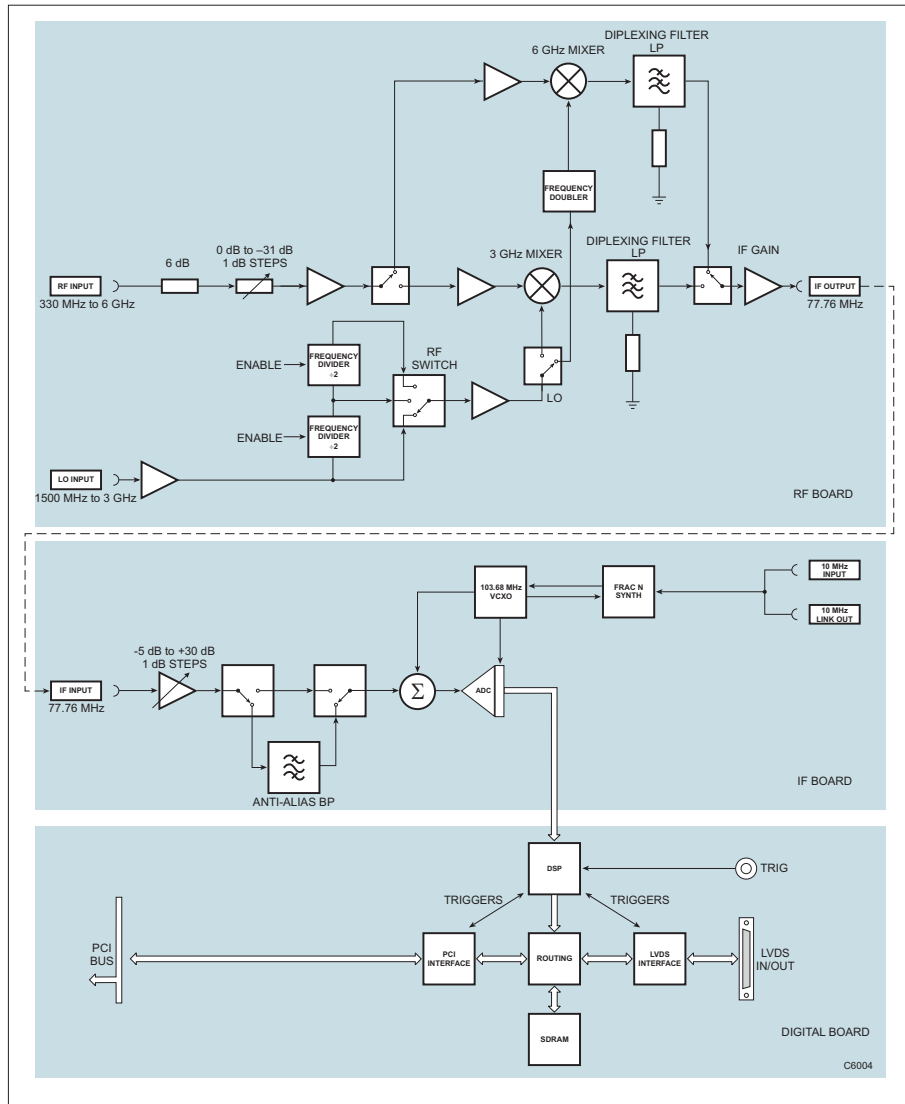 DIPLEXING FILTER
LP
6 GHz MIXER
FREQUENCY
DOUBLER
0 dB to –31 dB
1 dB STEPS
6 dB
3 GHz MIXER
DIPLEXING FILTER
LP
IF GAIN
RF INPUT
330 MHz to 6 GHz
IF OUTPUT
77.76 MHz
ENABLE
FREQUENCY
DIVIDER
÷2
RF
SWITCH
LO
ENABLE
FREQUENCY
DIVIDER
÷2
LO INPUT
1500 MHz to 3 GHz
RF BOARD
103.68 MHz
VCXO
FRAC N
SYNTH
10 MHz
INPUT
10 MHz
LINK OUT
-5 dB to +30 dB
1 dB STEPS
IF INPUT
77.76 MHz
Σ
ADC
ANTI-ALIAS BP
IF BOARD
DSP
TRIG
TRIGGERS
TRIGGERS
PCI
BUS
PCI
INTERFACE
ROUTING
LVDS
INTERFACE
LVDS
IN/OUT
SDRAM
DIGITAL BOARD
C6004